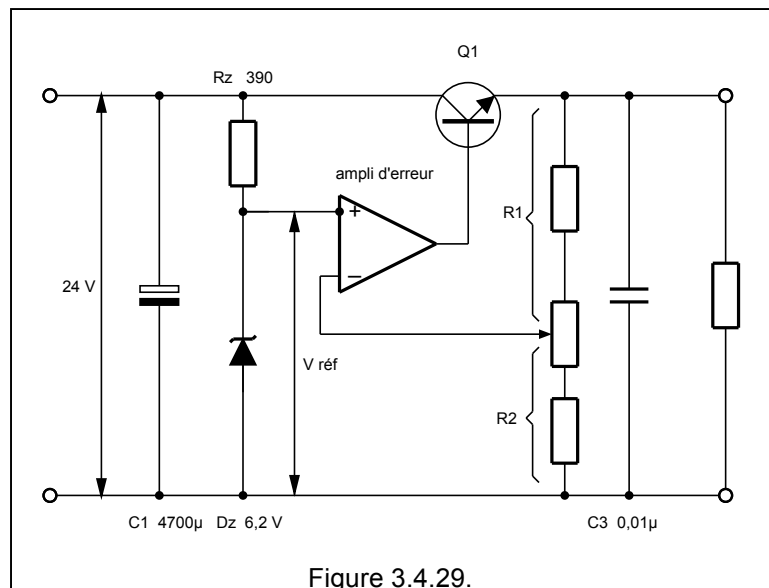 Q1
Rz 390
ampli d'erreur
+
R1
24 V
–
V réf
R2
C1 4700µ Dz 6,2 V
C3 0,01µ
Figure 3.4.29.